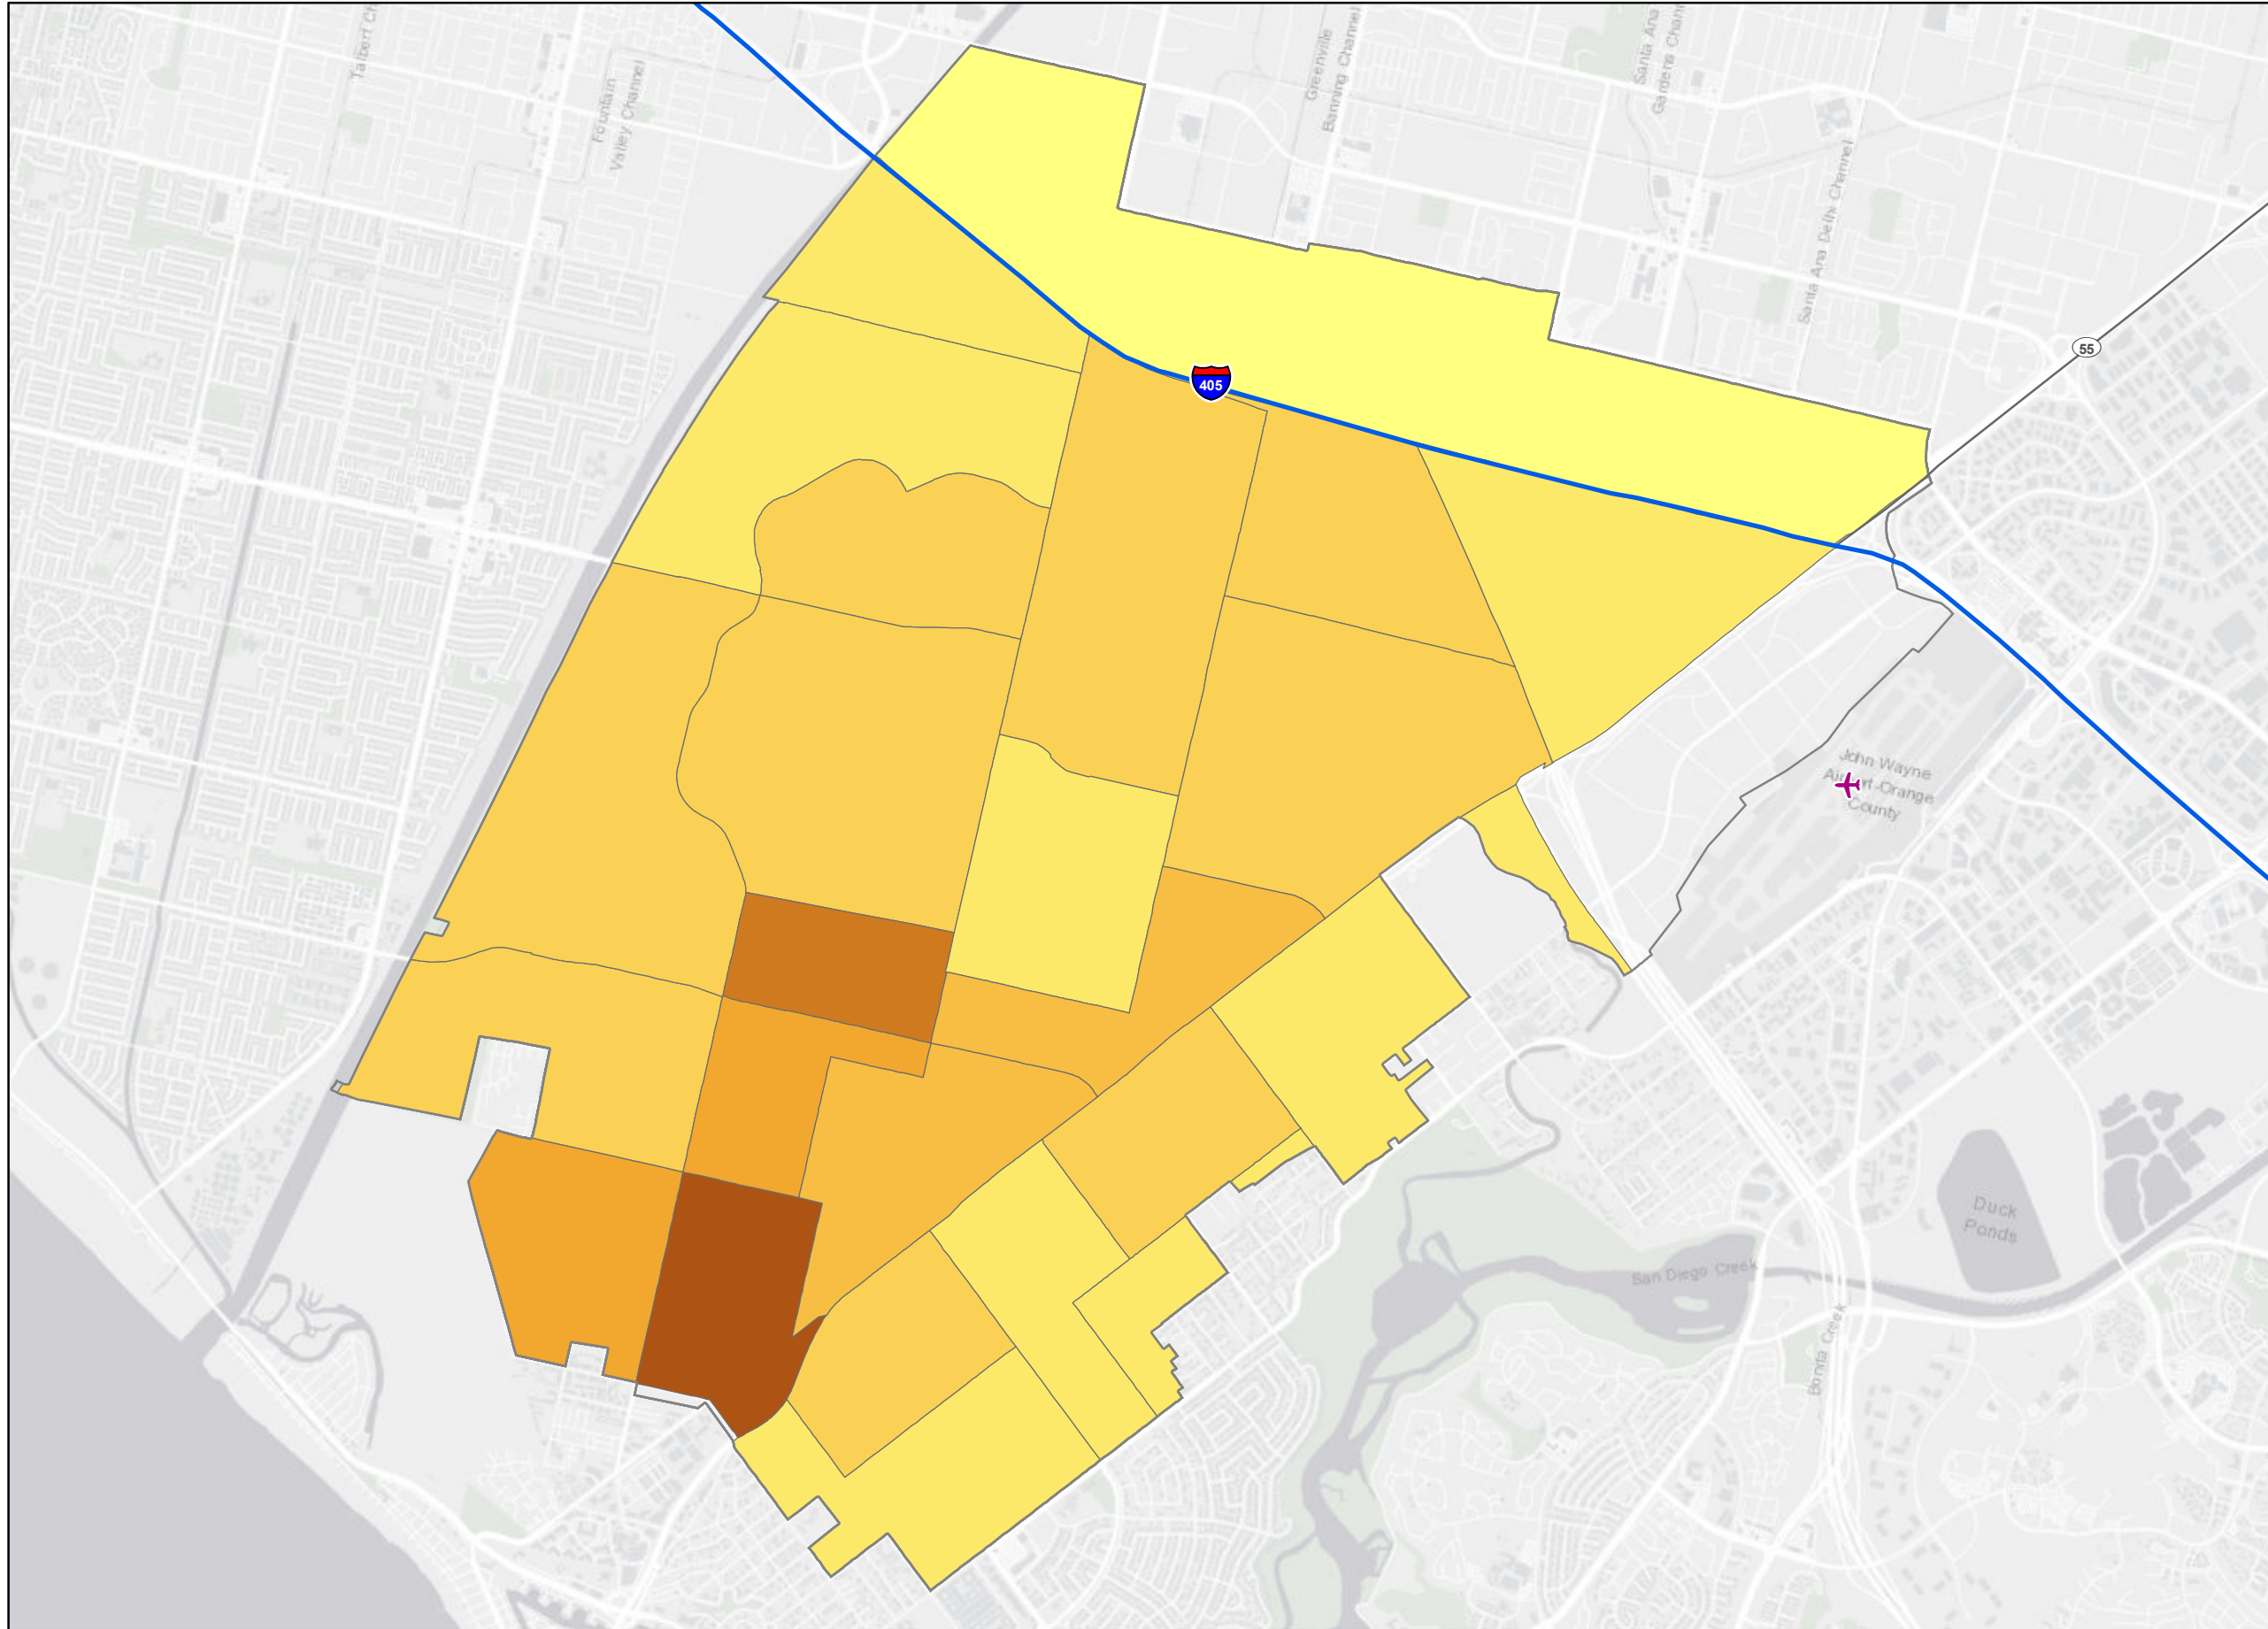 Talbert Ch
Fountain
Valley Channel
Greenville
Banning Channel
Santa Ana
Gardens Chan
Santa Ana Delhi Channel
55
405
John Wayne
Airport-Orange
County
Duck
Ponds
San Diego Creek
Bonita Creek